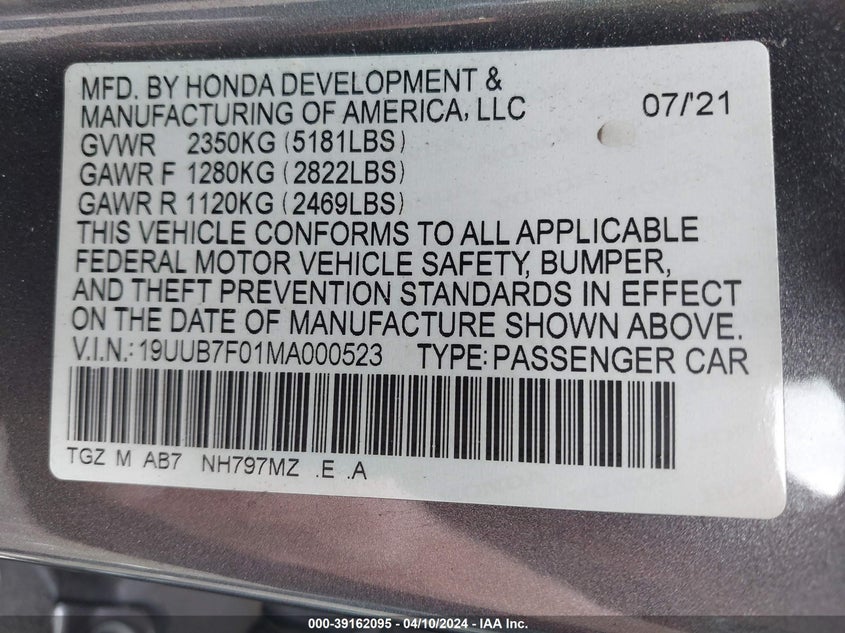 MFD. BY HONDA DEVELOPMENT &
MANUFACTURING OF AMERICA, LLC 07/'21
GVWR 2350KG (5181LBS)
GAWR F 1280KG (2822LBS)
GAWR R 1120KG (2469LBS)
THIS VEHICLE CONFORMS TO ALL APPLICABLE
FEDERAL MOTOR VEHICLE SAFETY, BUMPER,
AND THEFT PREVENTION STANDARDS IN EFFECT
ON THE DATE OF MANUFACTURE SHOWN ABOVE.
V.I.N.: 19UUB7F01MA000523 TYPE: PASSENGER CAR
TGZ M AB7 NH797MZ .E .A
000-39162095 - 04/10/2024 - IAA Inc.